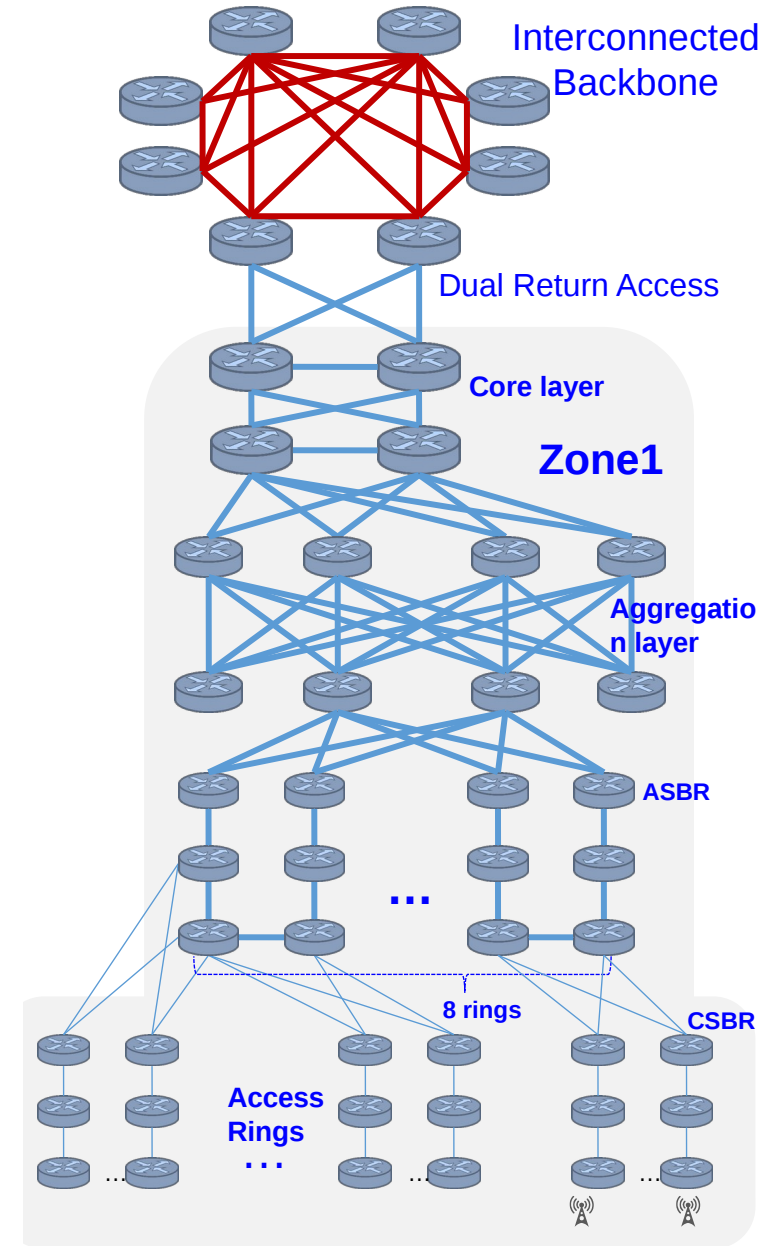 Interconnected
Backbone
Dual Return Access
Core layer
Zone1
Aggregatio
n layer
ASBR
...
8 rings
CSBR
Access
Rings
...
...
...
...